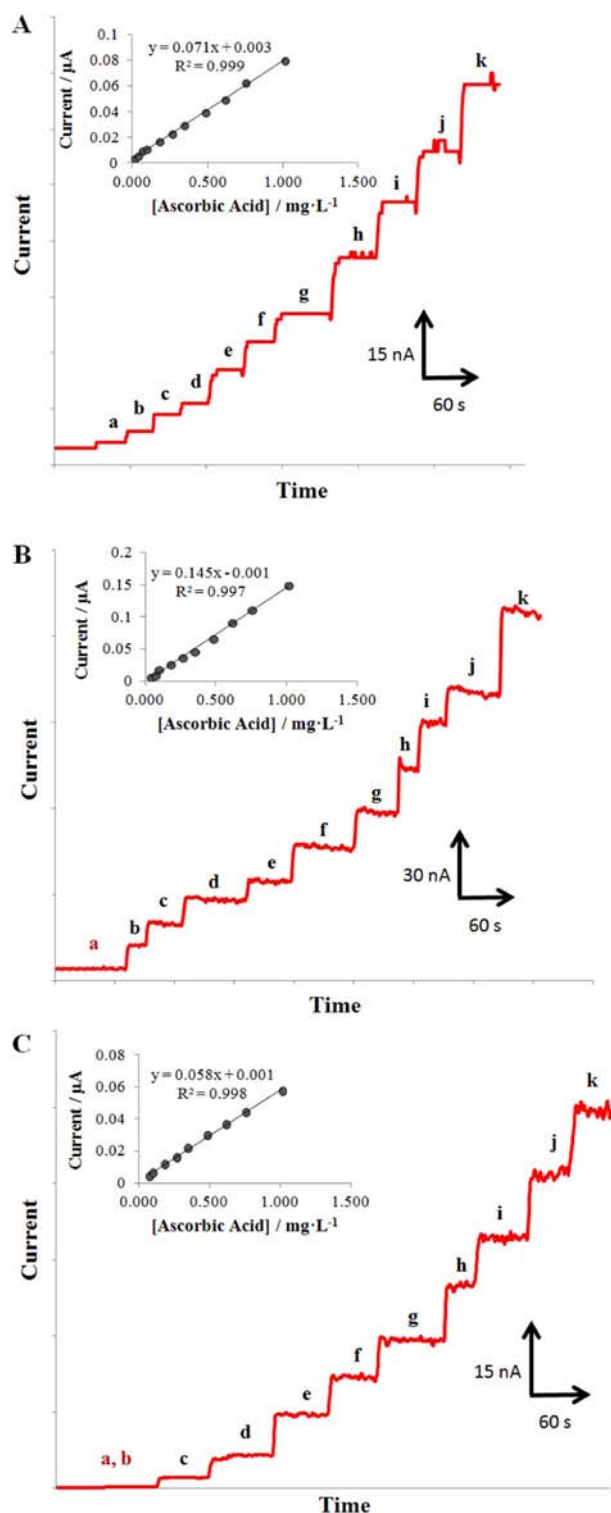 A
y = 0.071x + 0.003
R² = 0.999
Current / µA
0.1
0.08
0.06
0.04
0.02
0
0.000 0.500 1.000 1.500
[Ascorbic Acid] / mg·L⁻¹
Current
a b c d e f g h i j k
15 nA
60 s
Time
B
y = 0.145x - 0.001
R² = 0.997
Current / µA
0.2
0.15
0.1
0.05
0
0.000 0.500 1.000 1.500
[Ascorbic Acid] / mg·L⁻¹
Current
a b c d e f g h i j k
30 nA
60 s
Time
C
y = 0.058x + 0.001
R² = 0.998
Current / µA
0.08
0.06
0.04
0.02
0
0.000 0.500 1.000 1.500
[Ascorbic Acid] / mg·L⁻¹
Current
a, b c d e f g h i j k
15 nA
60 s
Time